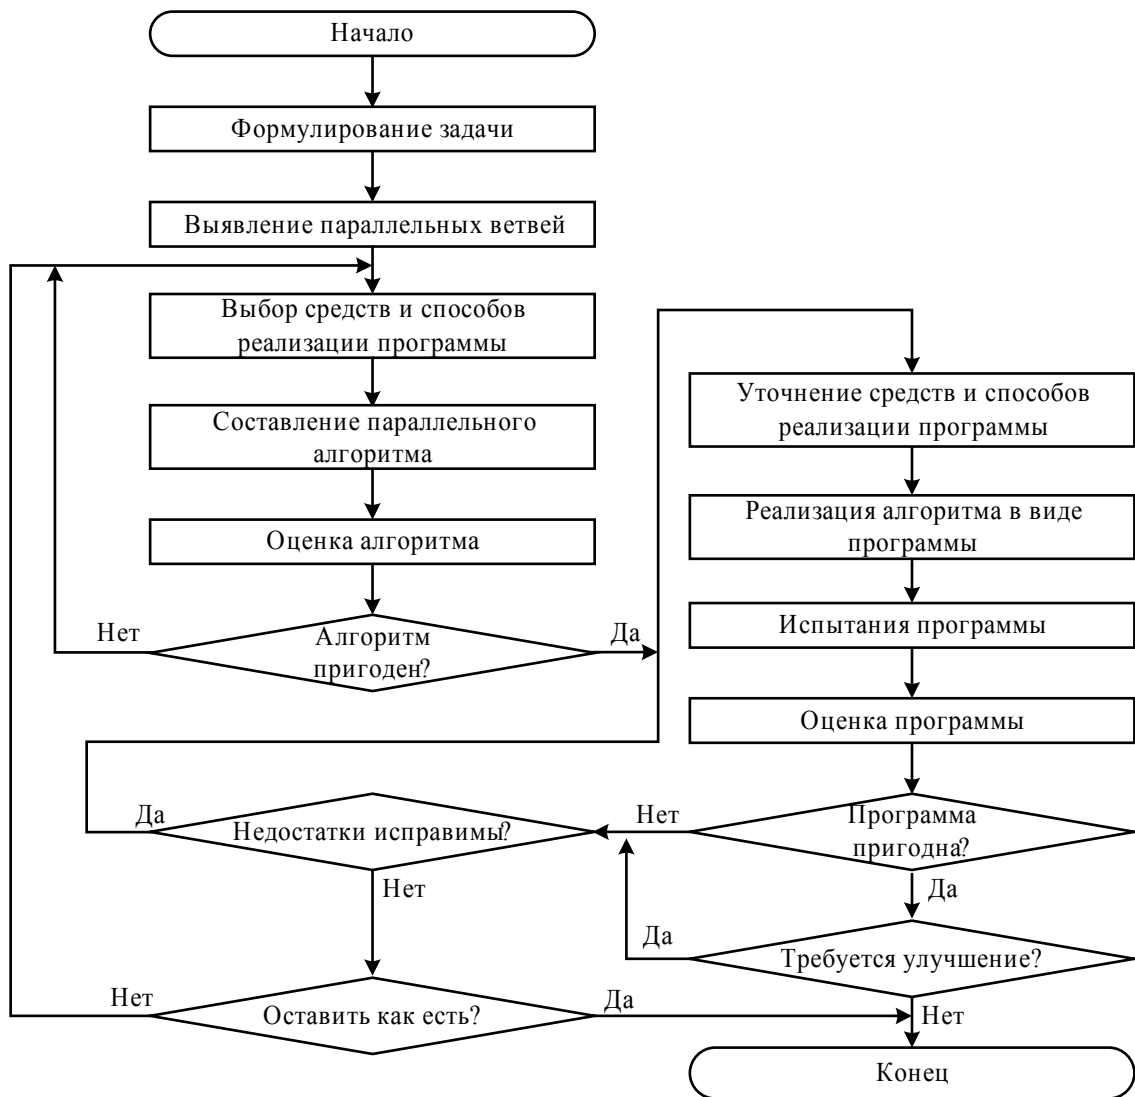 Начало
Формулирование задачи
Выявление параллельных ветвей
Выбор средств и способов
реализации программы
Составление параллельного
алгоритма
Оценка алгоритма
Нет
Алгоритм
пригоден?
Да
Уточнение средств и способов
реализации программы
Реализация алгоритма в виде
программы
Испытания программы
Оценка программы
Да
Недостатки исправимы?
Нет
Программа
пригодна?
Нет
Да
Да
Требуется улучшение?
Нет
Оставить как есть?
Да
Нет
Конец